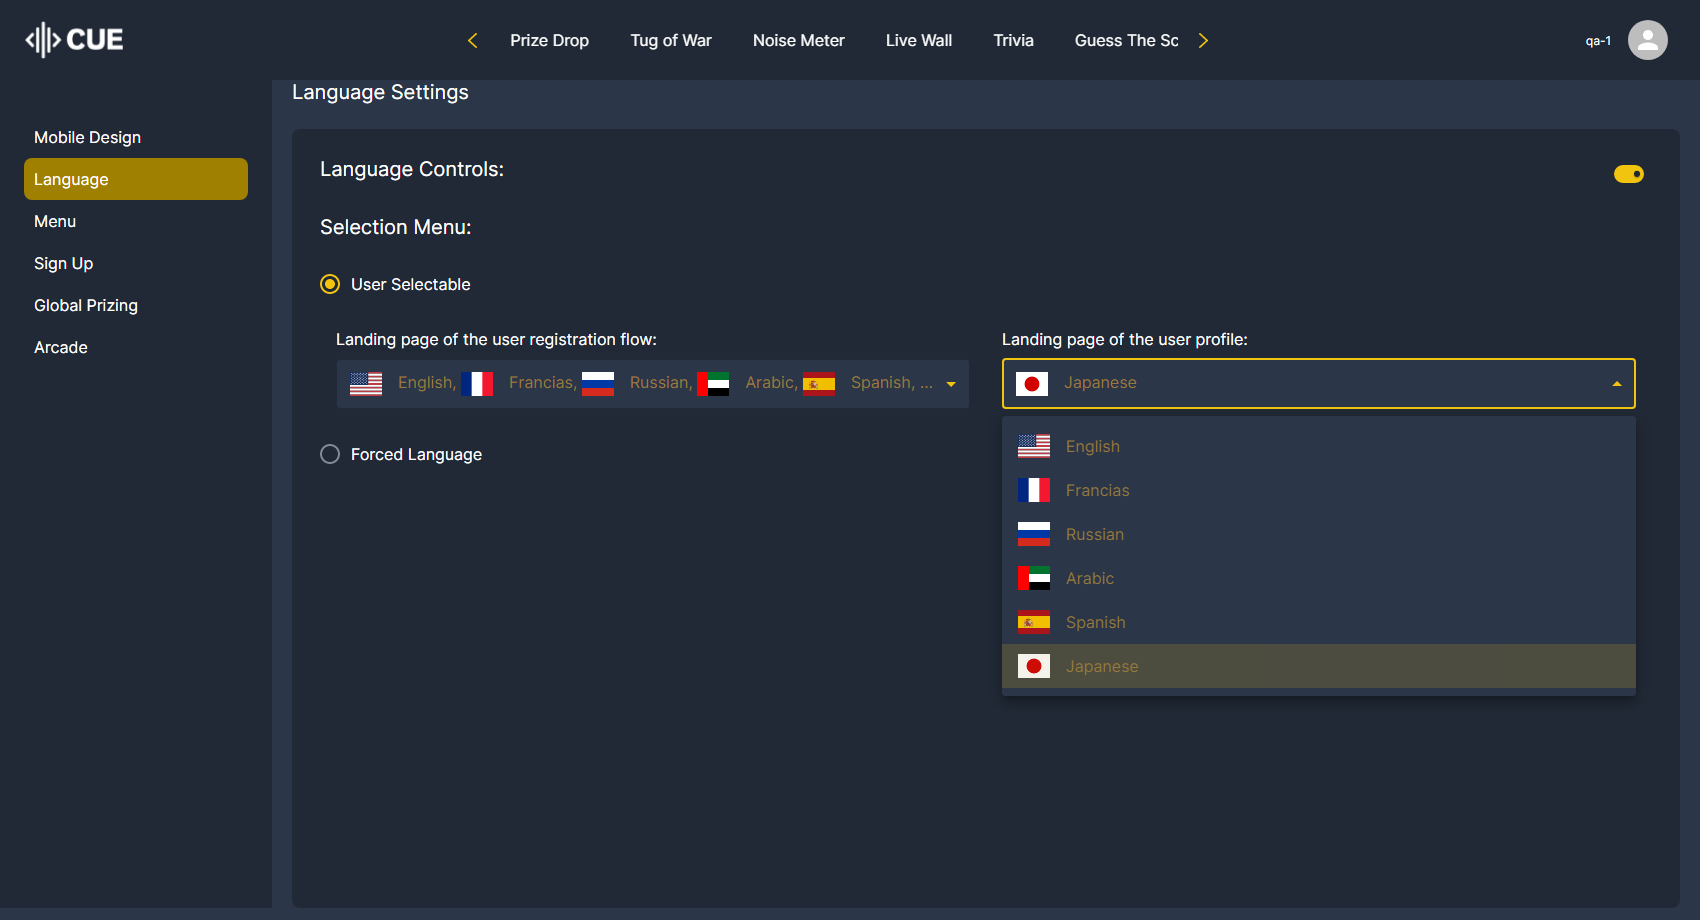 CUE
Prize Drop
Tug of War
Noise Meter
Live Wall
Trivia
Guess The Sc
qa-1
Mobile Design
Language
Menu
Sign Up
Global Prizing
Arcade
Language Settings
Language Controls:
Selection Menu:
User Selectable
Landing page of the user registration flow:
English, Francias, Russian, Arabic, Spanish, ...
Forced Language
Landing page of the user profile:
Japanese
English
Francias
Russian
Arabic
Spanish
Japanese